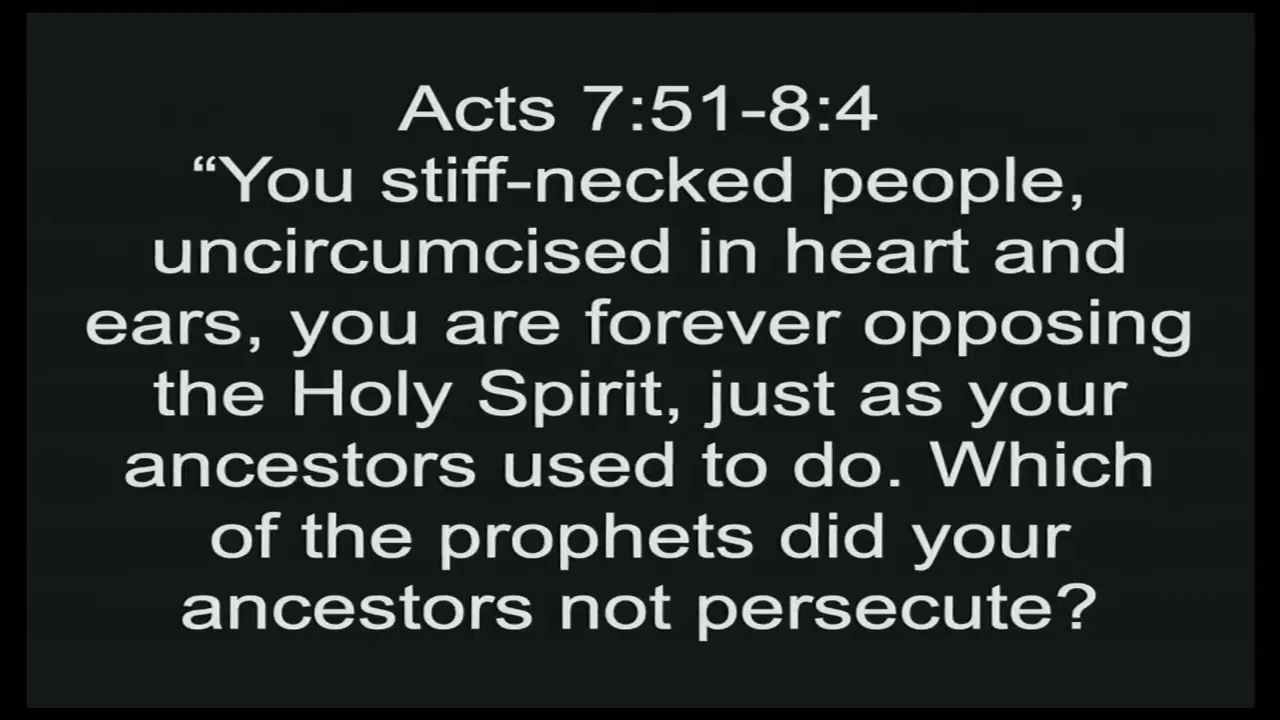 Acts 7:51-8:4
“You stiff-necked people,
uncircumcised in heart and
ears, you are forever opposing
the Holy Spirit, just as your
ancestors used to do. Which
of the prophets did your
ancestors not persecute?